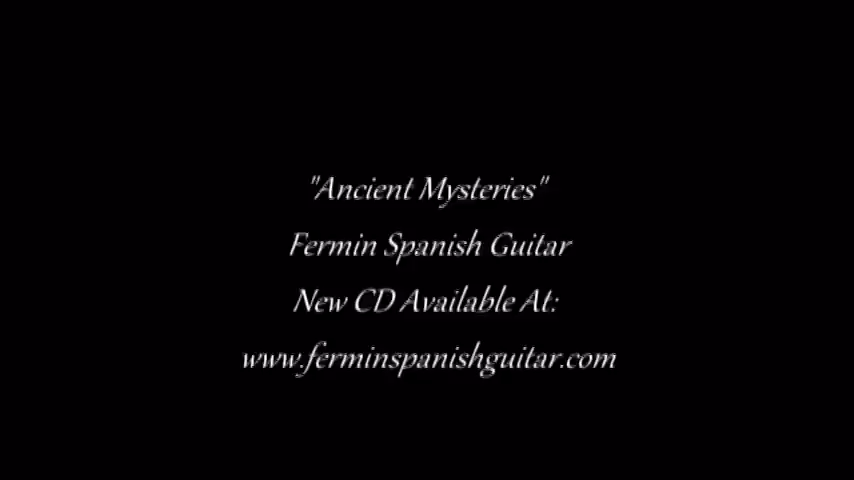 "Ancient Mysteries"
Fermin Spanish Guitar
New CD Available At:
www.ferminspanishguitar.com